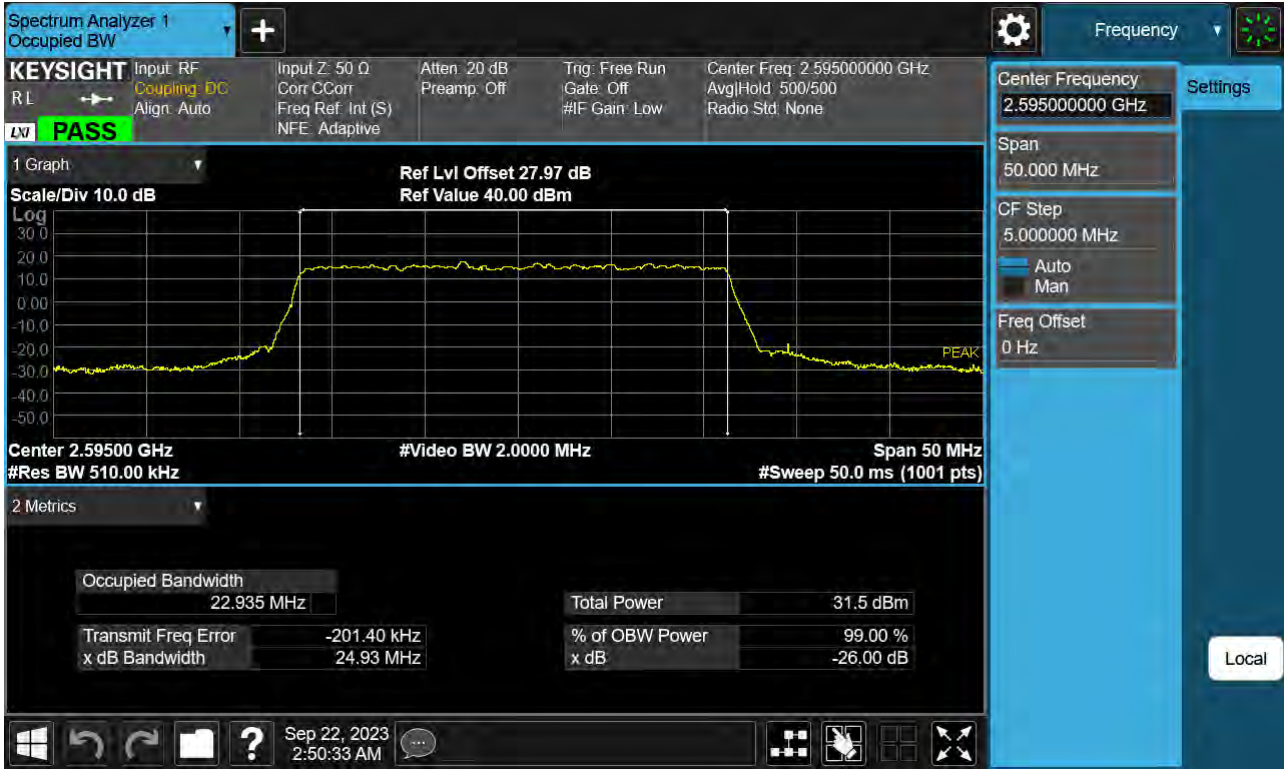 Spectrum Analyzer 1
Occupied BW
+
Frequency
KEYSIGHT
RL
LXI
PASS
Input: RF
Coupling: DC
Align: Auto
Input Z: 50 Ω
Corr CCorr
Freq Ref: Int (S)
NFE: Adaptive
Atten: 20 dB
Preamp: Off
Trig: Free Run
Gate: Off
#IF Gain: Low
Center Freq: 2.595000000 GHz
Avg|Hold: 500/500
Radio Std: None
1 Graph
Scale/Div 10.0 dB
Ref Lvl Offset 27.97 dB
Ref Value 40.00 dBm
Log
30.0
20.0
10.0
0.00
-10.0
-20.0
-30.0
-40.0
-50.0
PEAK
Center 2.59500 GHz
#Video BW 2.0000 MHz
Span 50 MHz
#Res BW 510.00 kHz
#Sweep 50.0 ms (1001 pts)
2 Metrics
Occupied Bandwidth
22.935 MHz
Total Power 31.5 dBm
Transmit Freq Error -201.40 kHz
% of OBW Power 99.00 %
x dB Bandwidth 24.93 MHz
x dB -26.00 dB
Center Frequency
2.595000000 GHz
Settings
Span
50.000 MHz
CF Step
5.000000 MHz
Auto
Man
Freq Offset
0 Hz
Local
?
Sep 22, 2023
2:50:33 AM